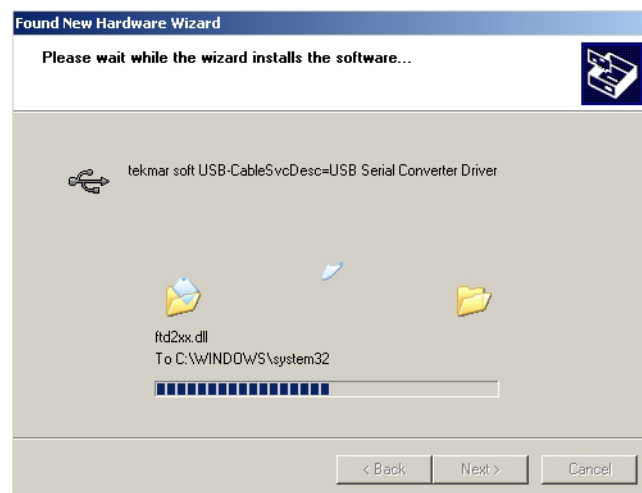 Found New Hardware Wizard
Please wait while the wizard installs the software...
tekmar soft USB-CableSvcDesc=USB Serial Converter Driver
ftd2xx.dll
To C:\WINDOWS\system32
< Back
Next >
Cancel